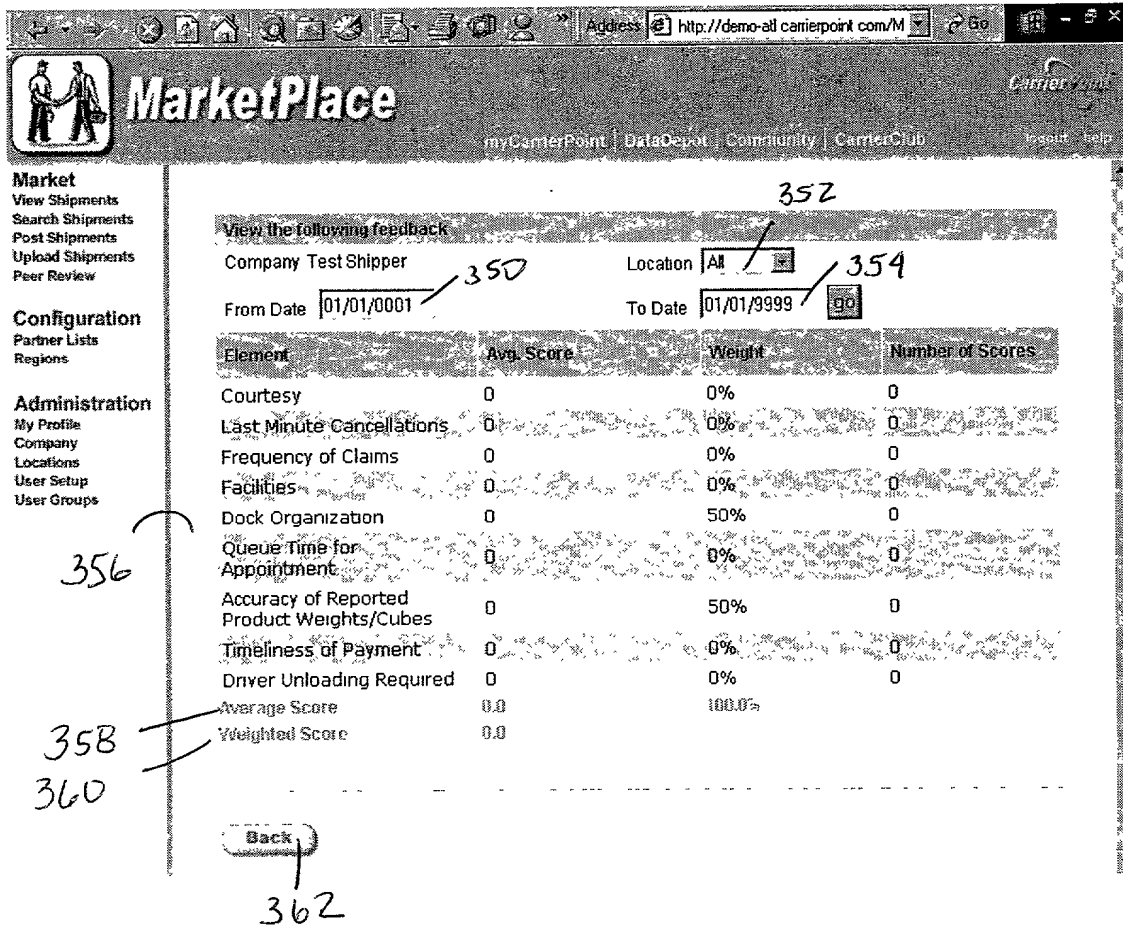 Address http://demo-atl carrierpoint com/M Go
MarketPlace
myCarrierPoint | DataDepot | Community | CarrierClub logout help
Market
View Shipments
Search Shipments
Post Shipments
Upload Shipments
Peer Review
Configuration
Partner Lists
Regions
Administration
My Profile
Company
Locations
User Setup
User Groups
356
352
View the following feedback
Company Test Shipper Location All
350 354
From Date 01/01/0001 To Date 01/01/9999 go
Element Avg. Score Weight Number of Scores
Courtesy 0 0% 0
Last Minute Cancellations 0 0% 0
Frequency of Claims 0 0% 0
Facilities 0 0% 0
Dock Organization 0 50% 0
Queue Time for
Appointment 0 0% 0
Accuracy of Reported
Product Weights/Cubes 0 50% 0
Timeliness of Payment 0 0% 0
Driver Unloading Required 0 0% 0
Average Score 0.0 100.0%
Weighted Score 0.0
358
360
Back
362